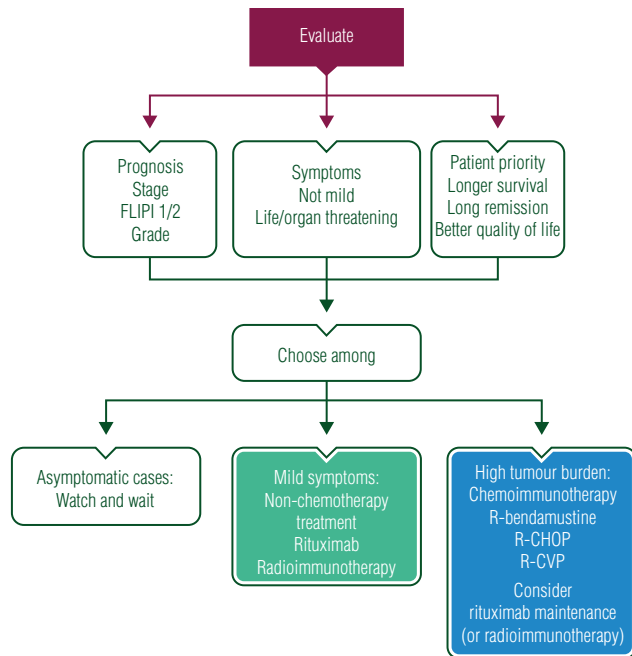 Evaluate
Prognosis
Stage
FLIPI 1/2
Grade
Symptoms
Not mild
Life/organ threatening
Patient priority
Longer survival
Long remission
Better quality of life
Choose among
Asymptomatic cases:
Watch and wait
Mild symptoms:
Non-chemotherapy
treatment
Rituximab
Radioimmunotherapy
High tumour burden:
Chemoimmunotherapy
R-bendamustine
R-CHOP
R-CVP
Consider
rituximab maintenance
(or radioimmunotherapy)